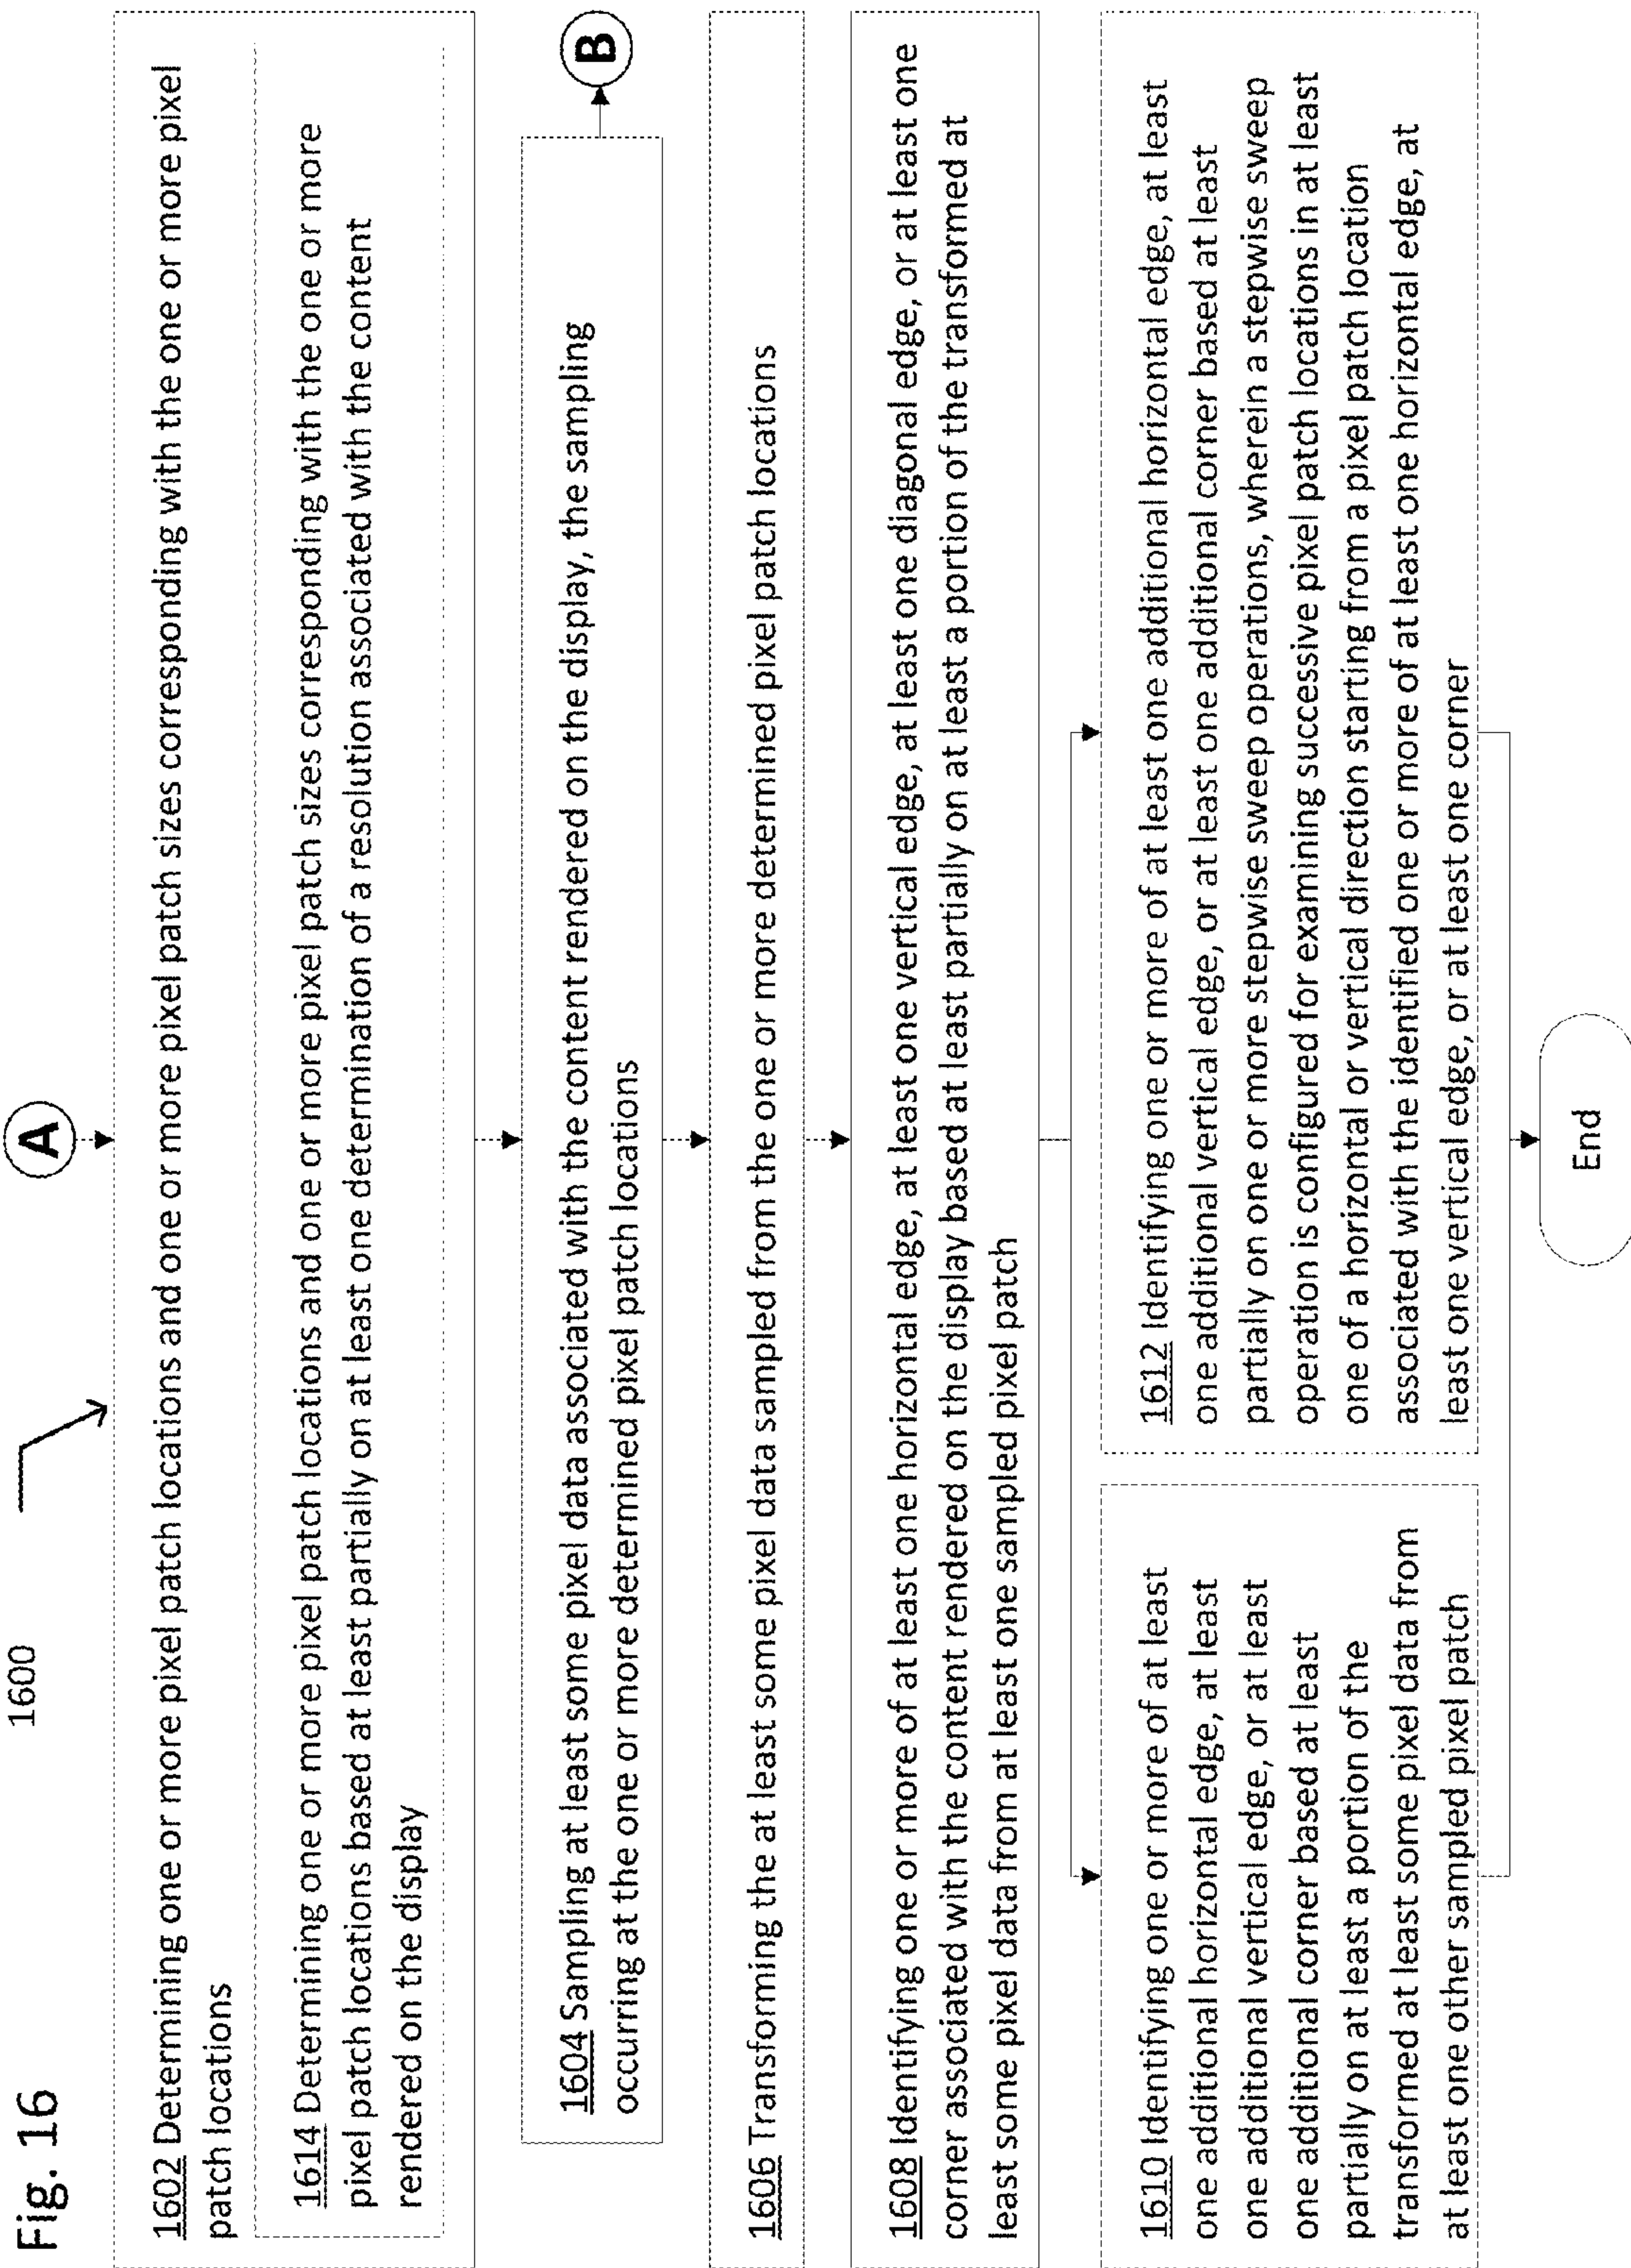 Fig. 16
1600
A
1602 Determining one or more pixel patch locations and one or more pixel patch sizes corresponding with the one or more pixel
patch locations
1614 Determining one or more pixel patch locations and one or more pixel patch sizes corresponding with the one or more
pixel patch locations based at least partially on at least one determination of a resolution associated with the content
rendered on the display
1604 Sampling at least some pixel data associated with the content rendered on the display, the sampling
occurring at the one or more determined pixel patch locations
B
1606 Transforming the at least some pixel data sampled from the one or more determined pixel patch locations
1608 Identifying one or more of at least one horizontal edge, at least one vertical edge, at least one diagonal edge, or at least one
corner associated with the content rendered on the display based at least partially on at least a portion of the transformed at
least some pixel data from at least one sampled pixel patch
1610 Identifying one or more of at least
one additional horizontal edge, at least
one additional vertical edge, or at least
one additional corner based at least
partially on at least a portion of the
transformed at least some pixel data from
at least one other sampled pixel patch
1612 Identifying one or more of at least one additional horizontal edge, at least
one additional vertical edge, or at least one additional corner based at least
partially on one or more stepwise sweep operations, wherein a stepwise sweep
operation is configured for examining successive pixel patch locations in at least
one of a horizontal or vertical direction starting from a pixel patch location
associated with the identified one or more of at least one horizontal edge, at
least one vertical edge, or at least one corner
End